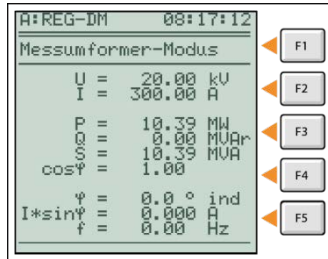 A:REG-DM 08:17:12
Messumformer-Modus
U = 20.00 kV
I = 300.00 A
P = 10.39 MW
Q = 0.00 MVAr
S = 10.39 MVA
cosφ = 1.00
φ = 0.0 ° ind
I*sinφ = 0.000 A
f = 0.00 Hz
F1
F2
F3
F4
F5